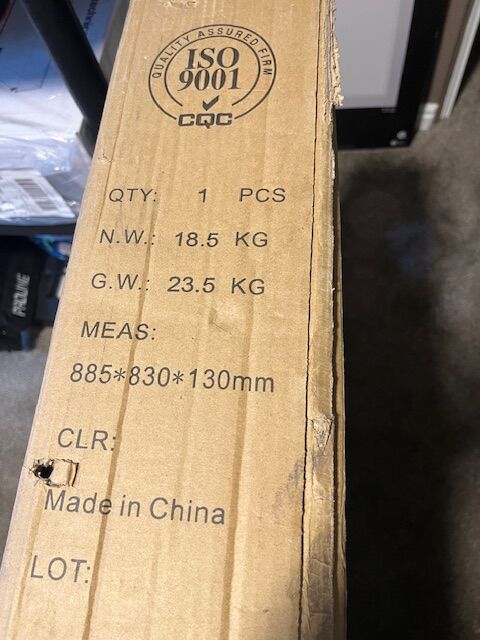 QUALITY ASSURED FIRM
ISO
9001
CQC
QTY: 1 PCS
N.W.: 18.5 KG
G.W.: 23.5 KG
MEAS:
885*830*130mm
CLR:
Made in China
LOT:
PROLINE